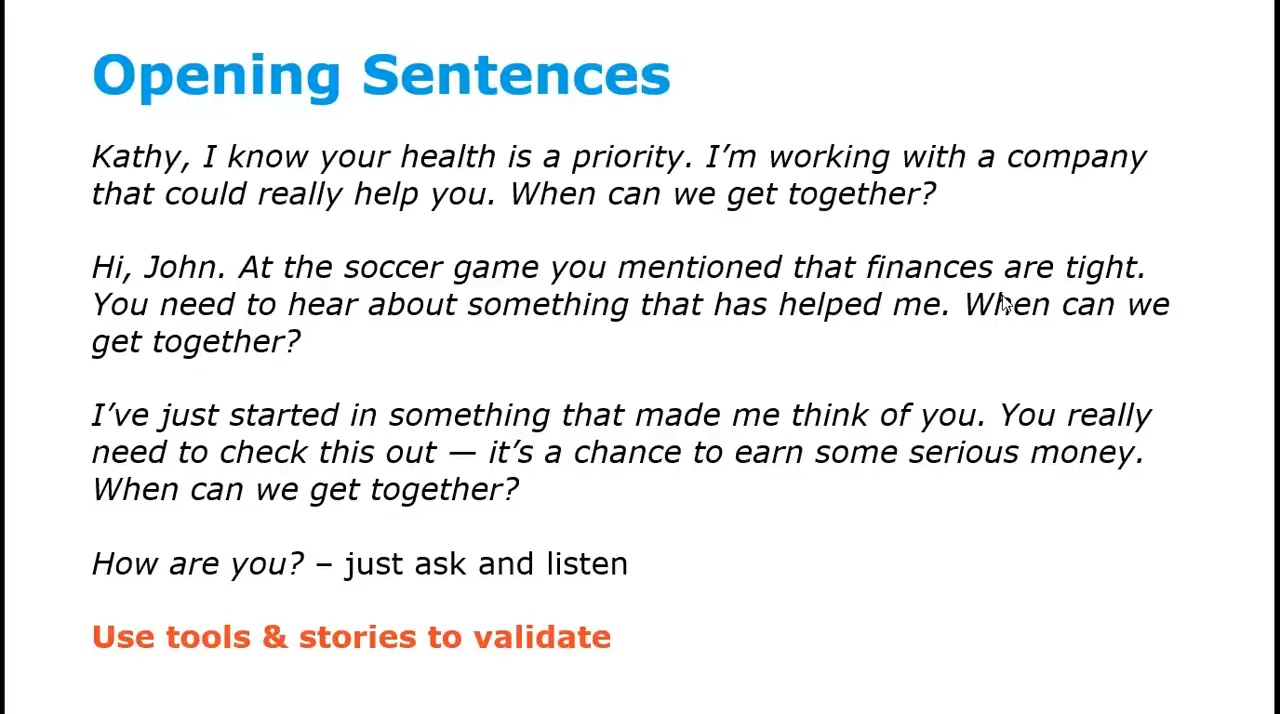 Opening Sentences
Kathy, I know your health is a priority. I’m working with a company
that could really help you. When can we get together?
Hi, John. At the soccer game you mentioned that finances are tight.
You need to hear about something that has helped me. When can we
get together?
I’ve just started in something that made me think of you. You really
need to check this out — it’s a chance to earn some serious money.
When can we get together?
How are you? – just ask and listen
Use tools & stories to validate